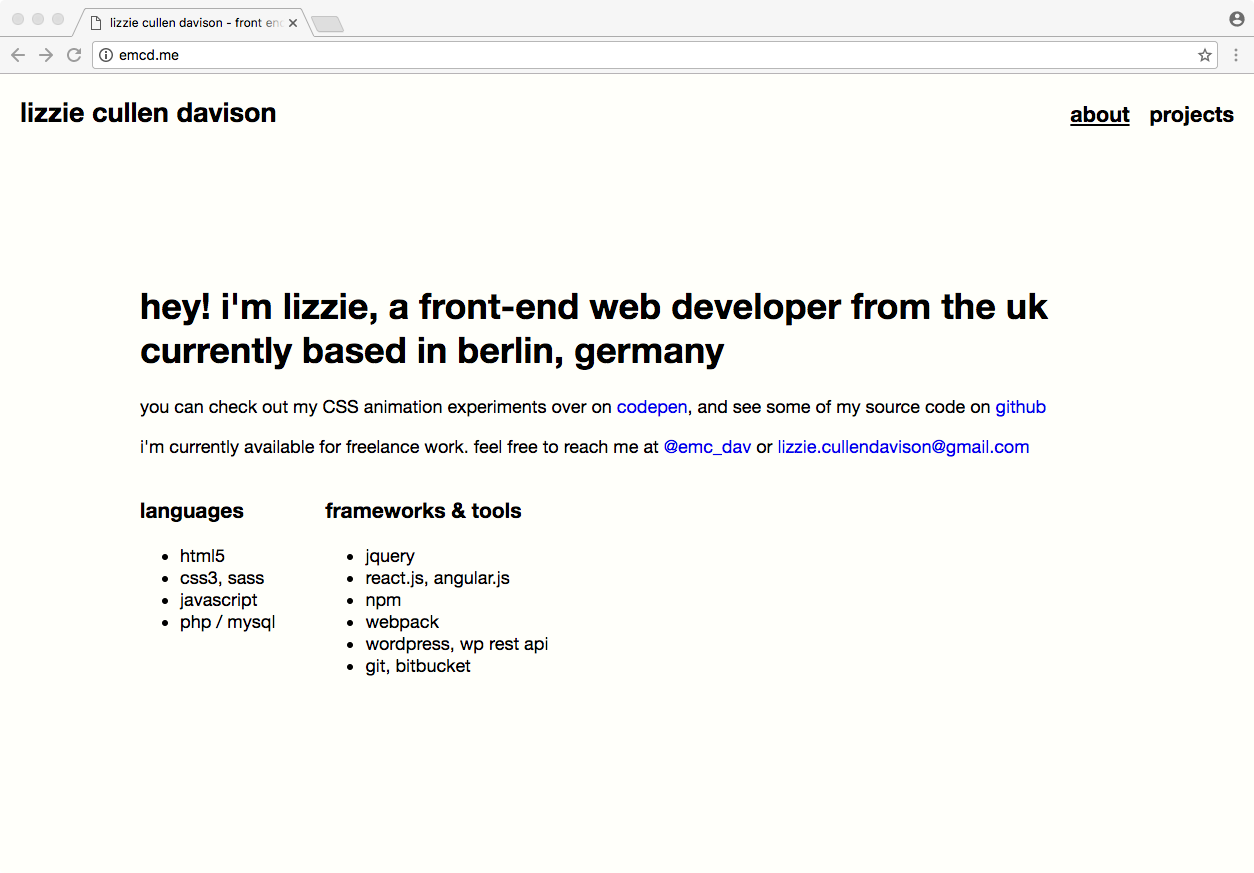 lizzie cullen davison - front end
emcd.me
lizzie cullen davison
about projects
hey! i'm lizzie, a front-end web developer from the uk
currently based in berlin, germany
you can check out my CSS animation experiments over on codepen, and see some of my source code on github
i'm currently available for freelance work. feel free to reach me at @emc_dav or lizzie.cullendavison@gmail.com
languages
html5
css3, sass
javascript
php / mysql
frameworks & tools
jquery
react.js, angular.js
npm
webpack
wordpress, wp rest api
git, bitbucket